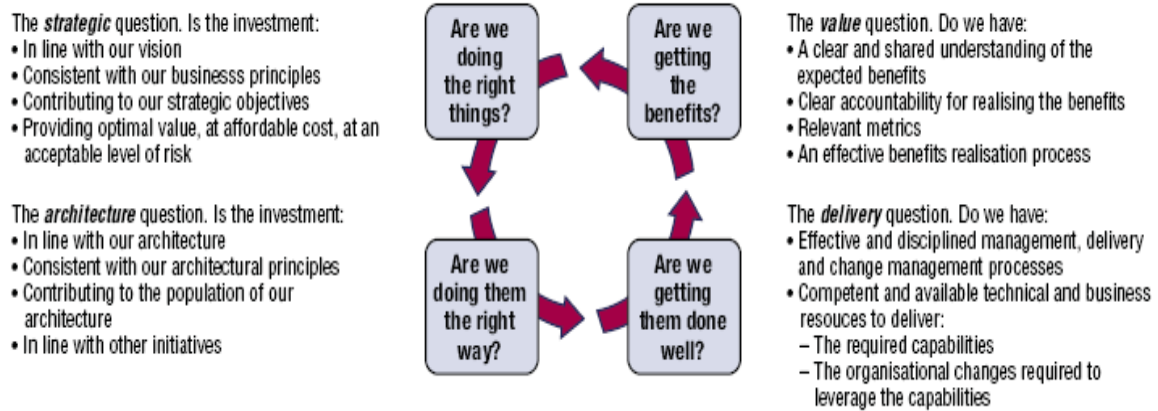 The strategic question. Is the investment:
• In line with our vision
• Consistent with our businesss principles
• Contributing to our strategic objectives
• Providing optimal value, at affordable cost, at an
acceptable level of risk
Are we
doing
the right
things?
Are we
getting
the
benefits?
The value question. Do we have:
• A clear and shared understanding of the
expected benefits
• Clear accountability for realising the benefits
• Relevant metrics
• An effective benefits realisation process
The architecture question. Is the investment:
• In line with our architecture
• Consistent with our architectural principles
• Contributing to the population of our
architecture
• In line with other initiatives
Are we
doing them
the right
way?
Are we
getting
them done
well?
The delivery question. Do we have:
• Effective and disciplined management, delivery
and change management processes
• Competent and available technical and business
resouces to deliver:
– The required capabilities
– The organisational changes required to
leverage the capabilities